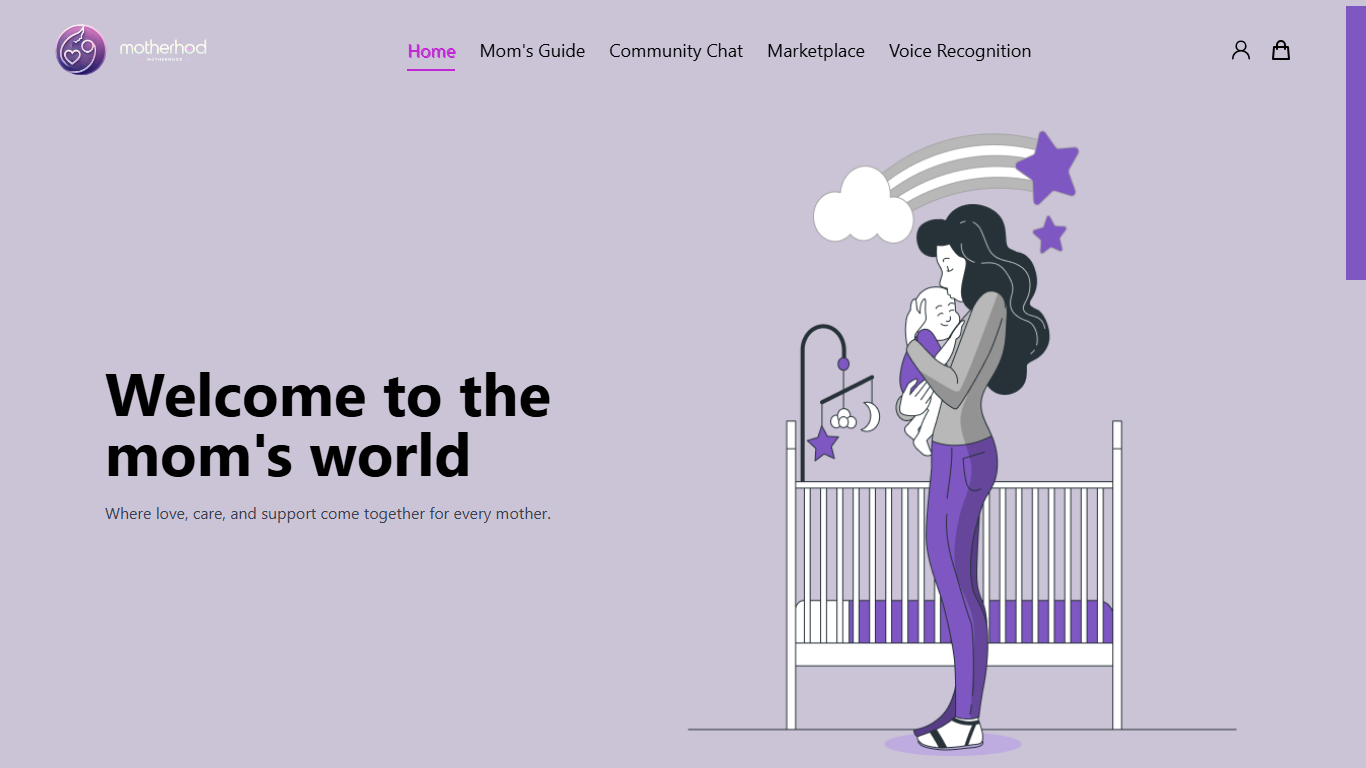 motherhod
MOTHERHOOD
Home
Mom's Guide
Community Chat
Marketplace
Voice Recognition
Welcome to the
mom's world
Where love, care, and support come together for every mother.